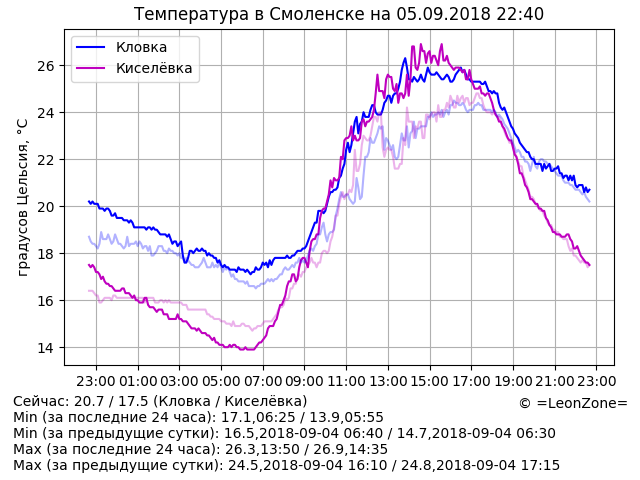 Температура в Смоленске на 05.09.2018 22:40
Кловка
Киселёвка
градусов Цельсия, °C
26
24
22
20
18
16
14
23:00 01:00 03:00 05:00 07:00 09:00 11:00 13:00 15:00 17:00 19:00 21:00 23:00
Сейчас: 20.7 / 17.5 (Кловка / Киселёвка)
© =LeonZone=
Min (за последние 24 часа): 17.1,06:25 / 13.9,05:55
Min (за предыдущие сутки): 16.5,2018-09-04 06:40 / 14.7,2018-09-04 06:30
Max (за последние 24 часа): 26.3,13:50 / 26.9,14:35
Max (за предыдущие сутки): 24.5,2018-09-04 16:10 / 24.8,2018-09-04 17:15